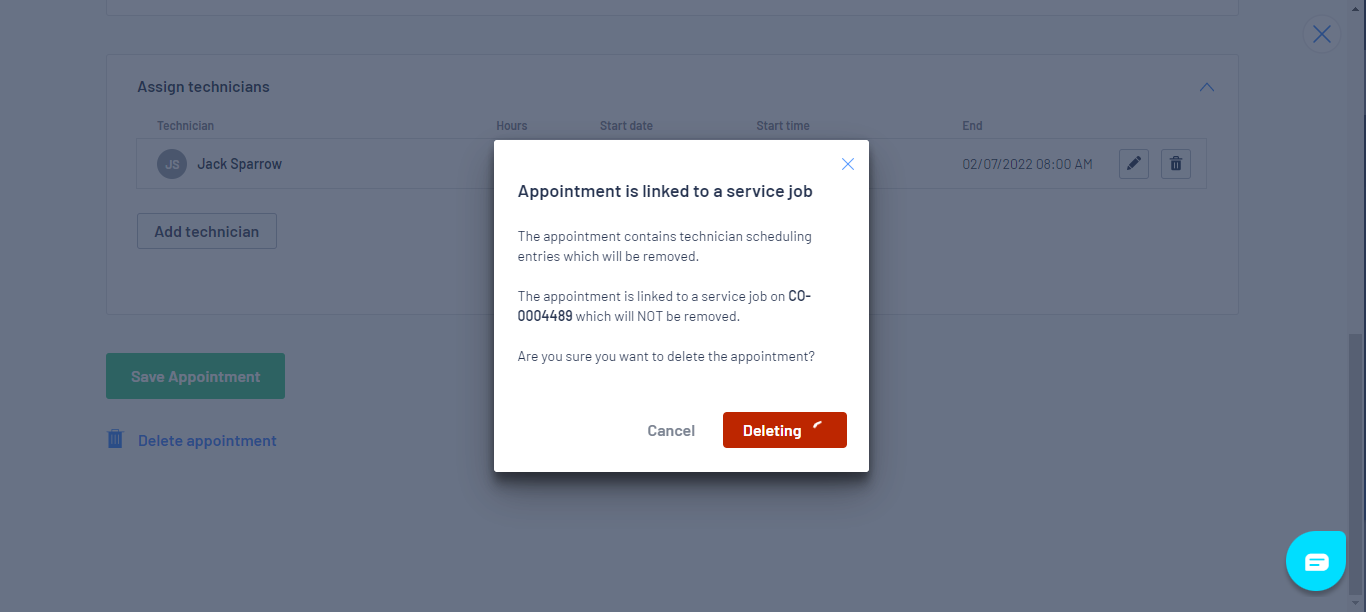 Assign technicians
Technician Hours Start date Start time End
JS Jack Sparrow 02/07/2022 08:00 AM
Add technician
Save Appointment
Delete appointment
Appointment is linked to a service job
The appointment contains technician scheduling
entries which will be removed.
The appointment is linked to a service job on CO-
0004489 which will NOT be removed.
Are you sure you want to delete the appointment?
Cancel Deleting